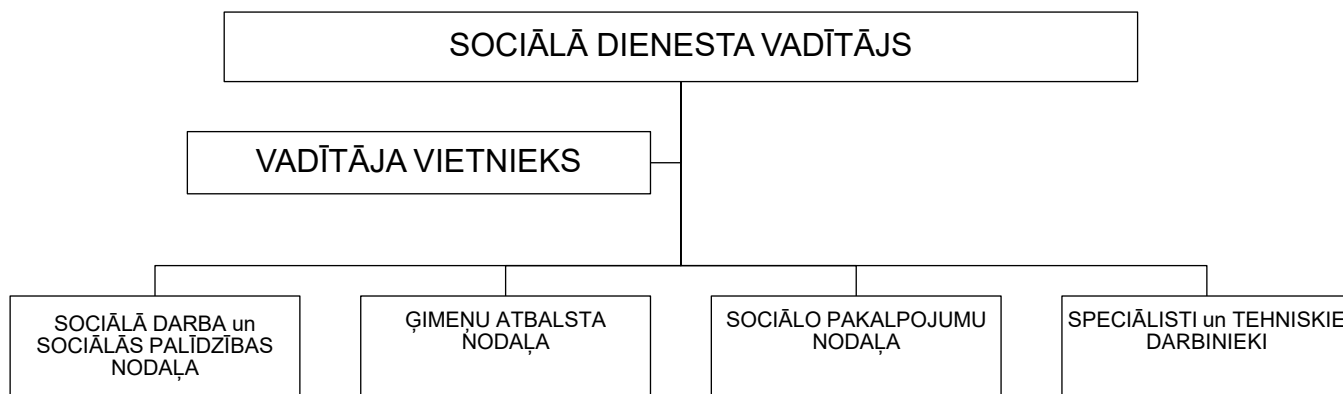 SOCIĀLĀ DIENESTA VADĪTĀJS
VADĪTĀJA VIETNIEKS
SOCIĀLĀ DARBA un
SOCIĀLĀS PALĪDZĪBAS
NODAĻA
ĢIMEŅU ATBALSTA
NODAĻA
SOCIĀLO PAKALPOJUMU
NODAĻA
SPECIĀLISTI un TEHNISKIE
DARBINIEKI